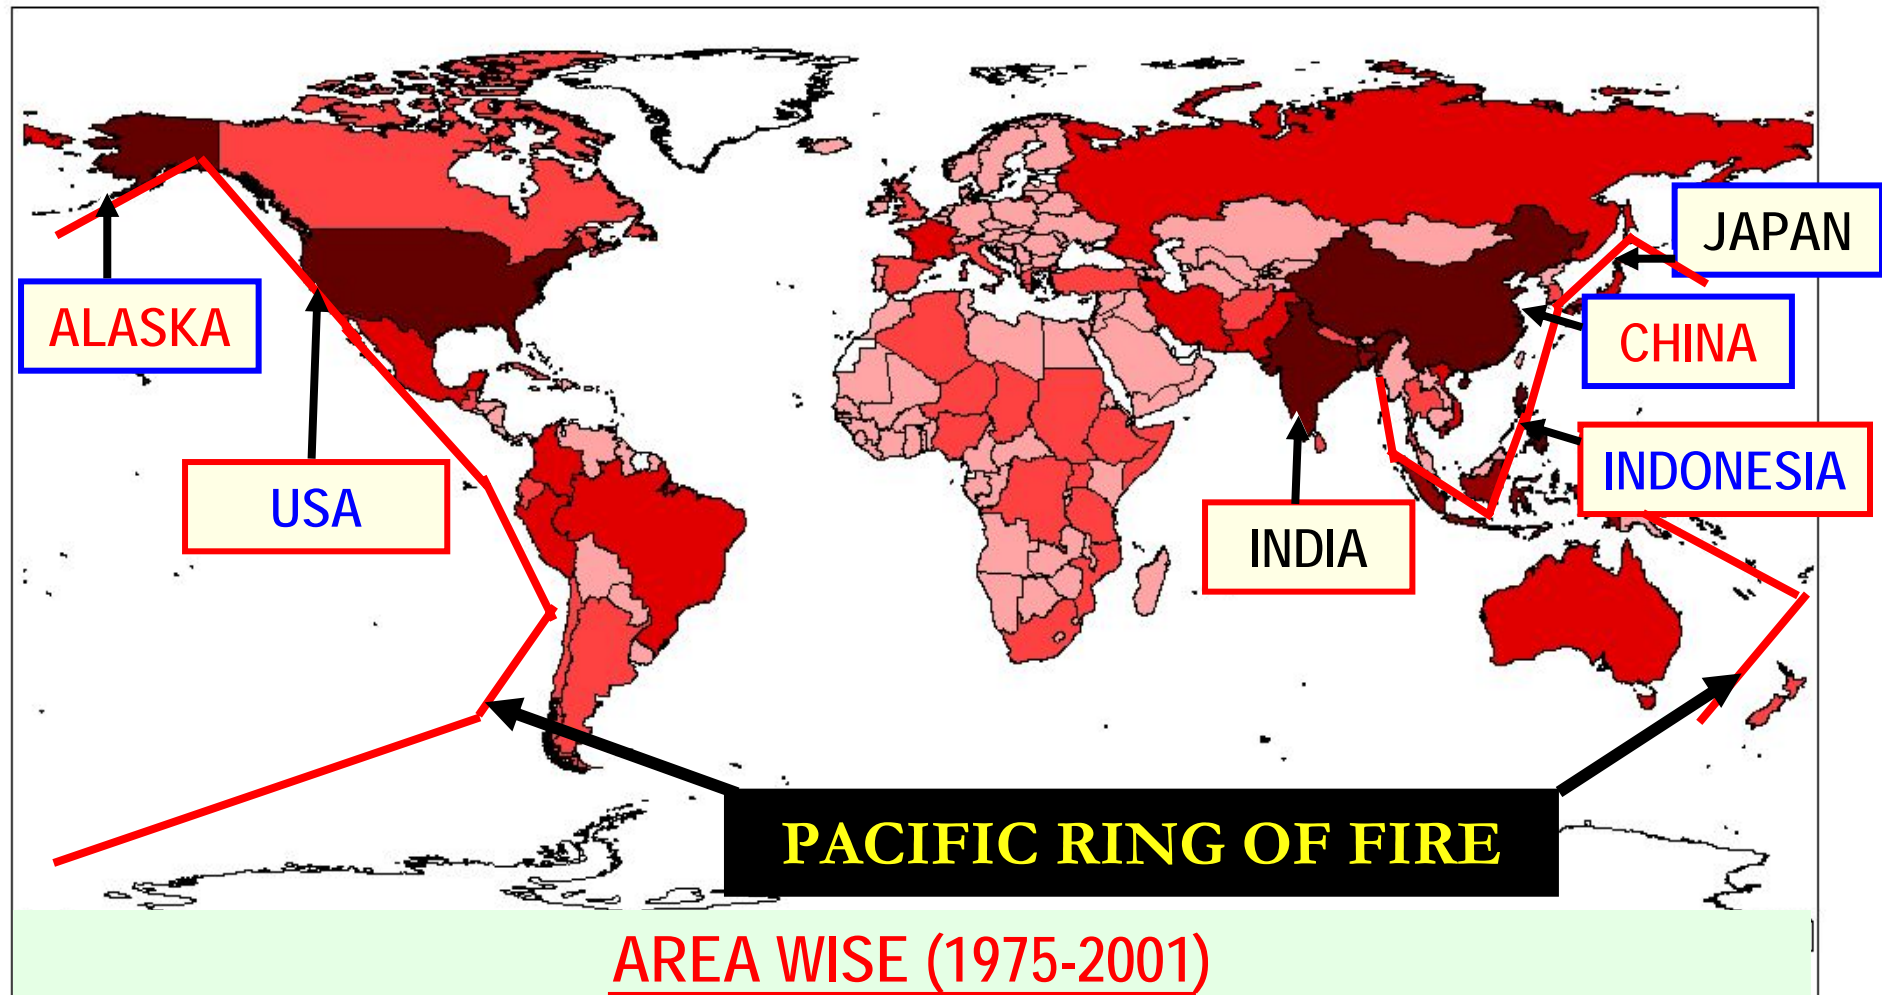 JAPAN
ALASKA
CHINA
USA
INDONESIA
INDIA
PACIFIC RING OF FIRE
AREA WISE (1975-2001)